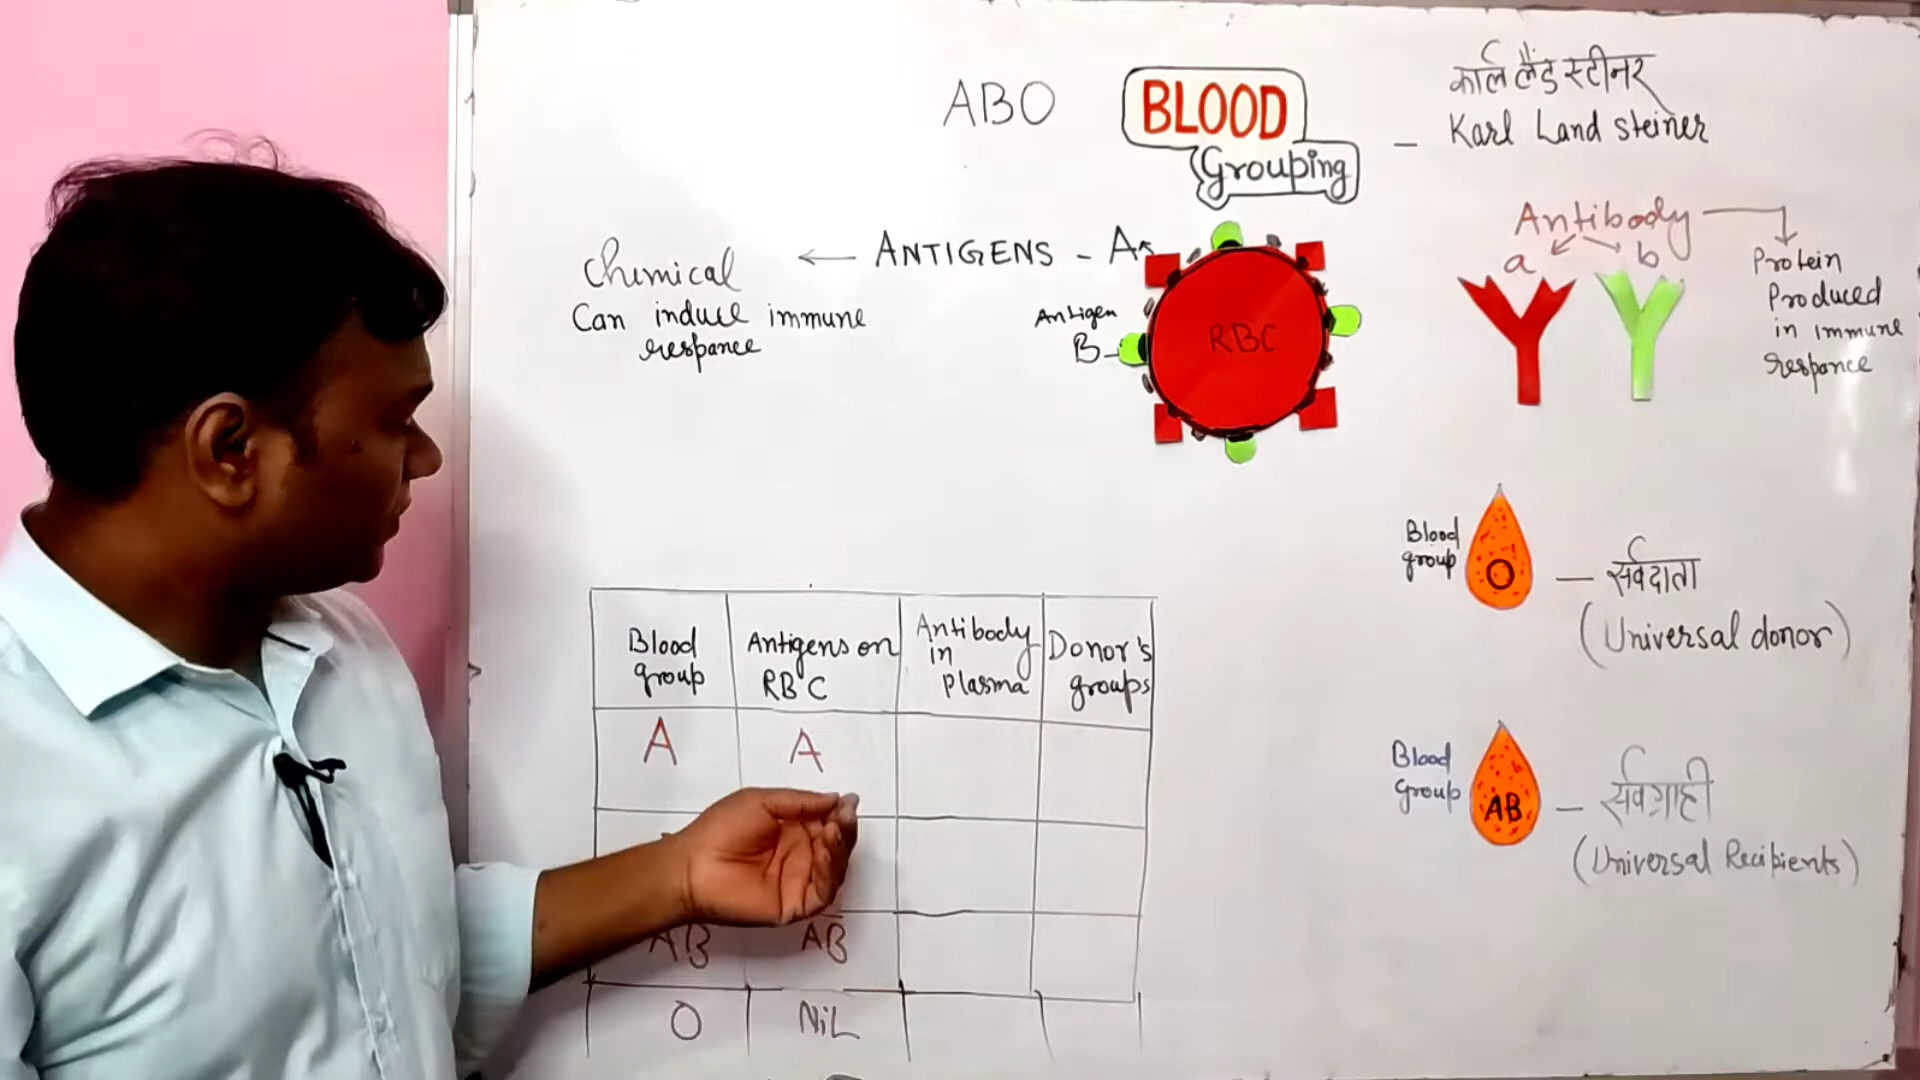 ABO
BLOOD
Grouping
–
कार्ल लैंड स्टीनर
Karl Land steiner
Chemical
Can induce immune
respance
← ANTIGENS - A
Antigen
B
RBC
Antibody
a
b
Protein
Produced
in immune
respance
Blood
group
O
— सर्वदाता
(Universal donor)
Blood
Group
AB
— सर्वग्राही
(Universal Recipients)
Blood
group
Antigens on
RBC
Antibody
in
Plasma
Donor's
groups
A
A
AB
AB
O
NiL